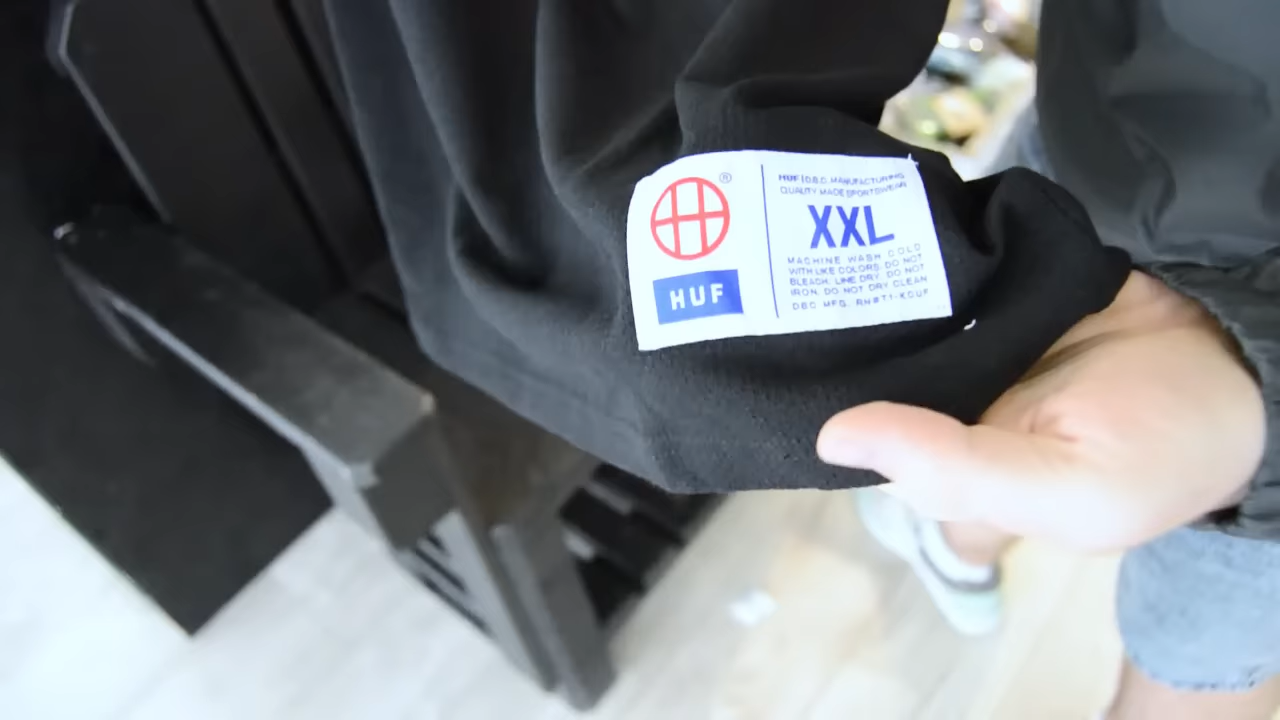 ®
HUF
HUF | D.B.D. MANUFACTURING
QUALITY MADE SPORTSWEAR
XXL
MACHINE WASH COLD
WITH LIKE COLORS. DO NOT
BLEACH. LINE DRY. DO NOT
IRON. DO NOT DRY CLEAN
MFG.